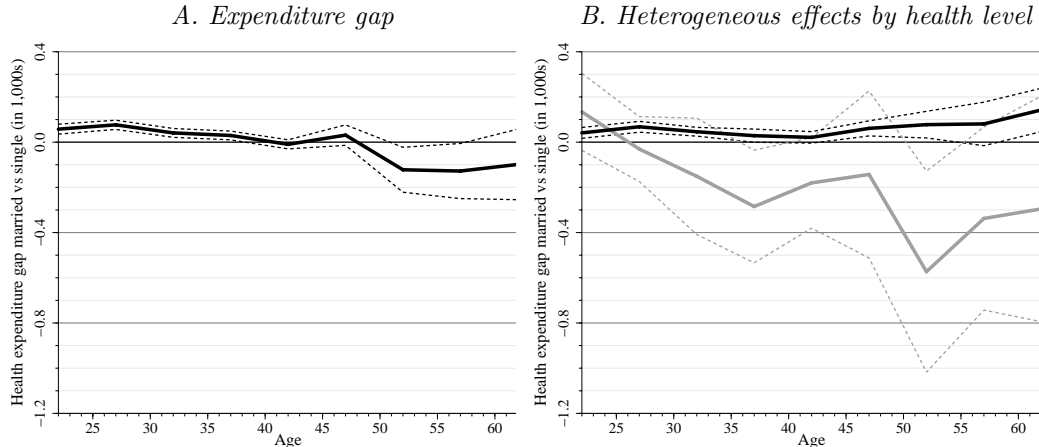 A. Expenditure gap
Health expenditure gap married vs single (in 1,000s)
0.4
0.0
−0.4
−0.8
−1.2
25 30 35 40 45 50 55 60
Age
B. Heterogeneous effects by health level
Health expenditure gap married vs single (in 1,000s)
0.4
0.0
−0.4
−0.8
−1.2
25 30 35 40 45 50 55 60
Age